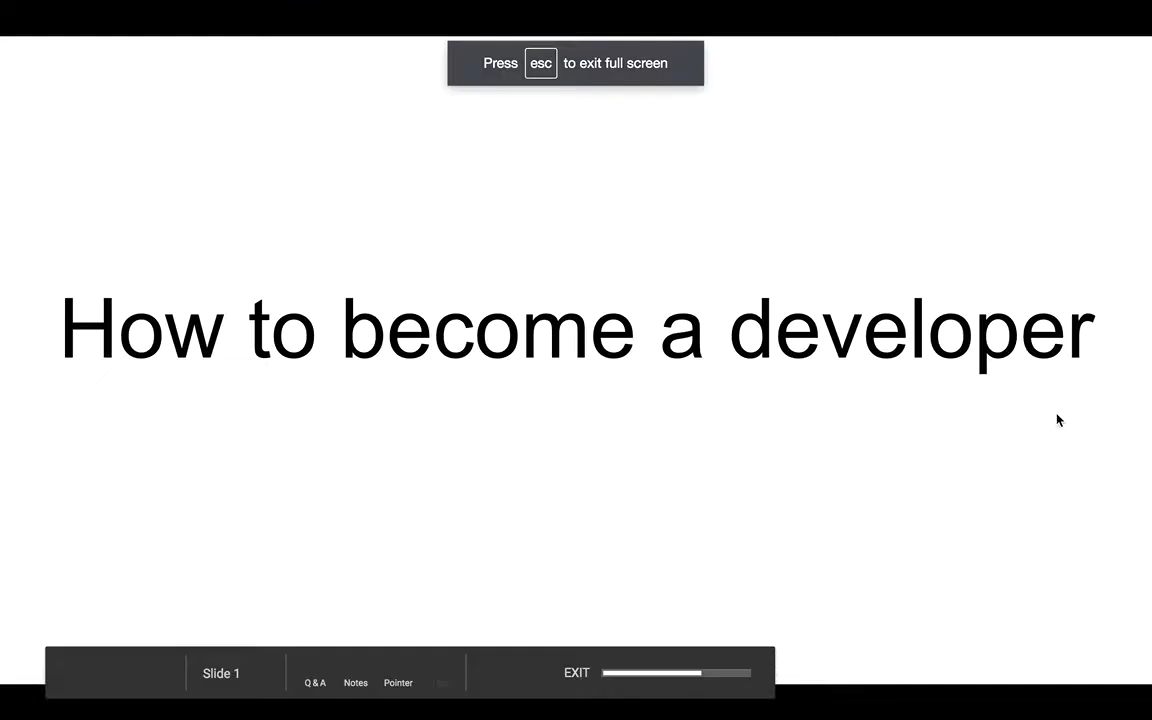 Press esc to exit full screen
How to become a developer
Slide 1
Q & A Notes Pointer
EXIT